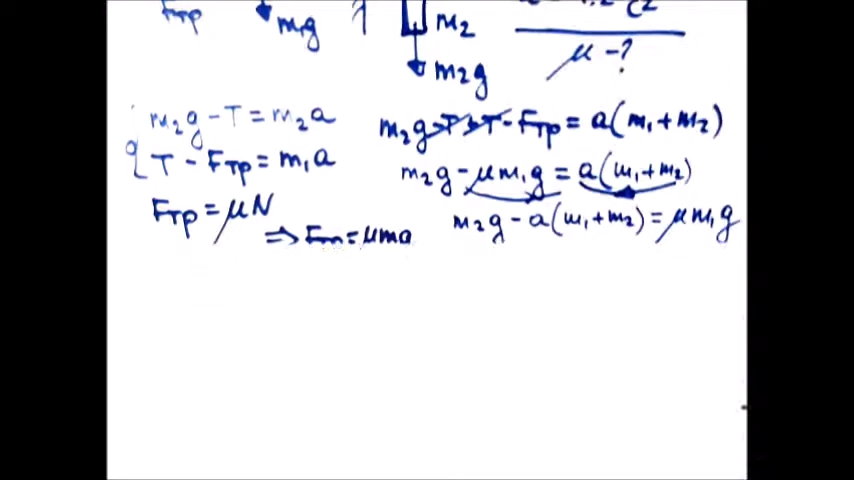 Fтр m₁g m₂
m₂g μ - ?
m₂g - T = m₂a
T - Fтр = m₁a
Fтр = μN
m₂g - T + T - Fтр = a(m₁ + m₂)
m₂g - μm₁g = a(m₁ + m₂)
m₂g - a(m₁ + m₂) = μm₁g